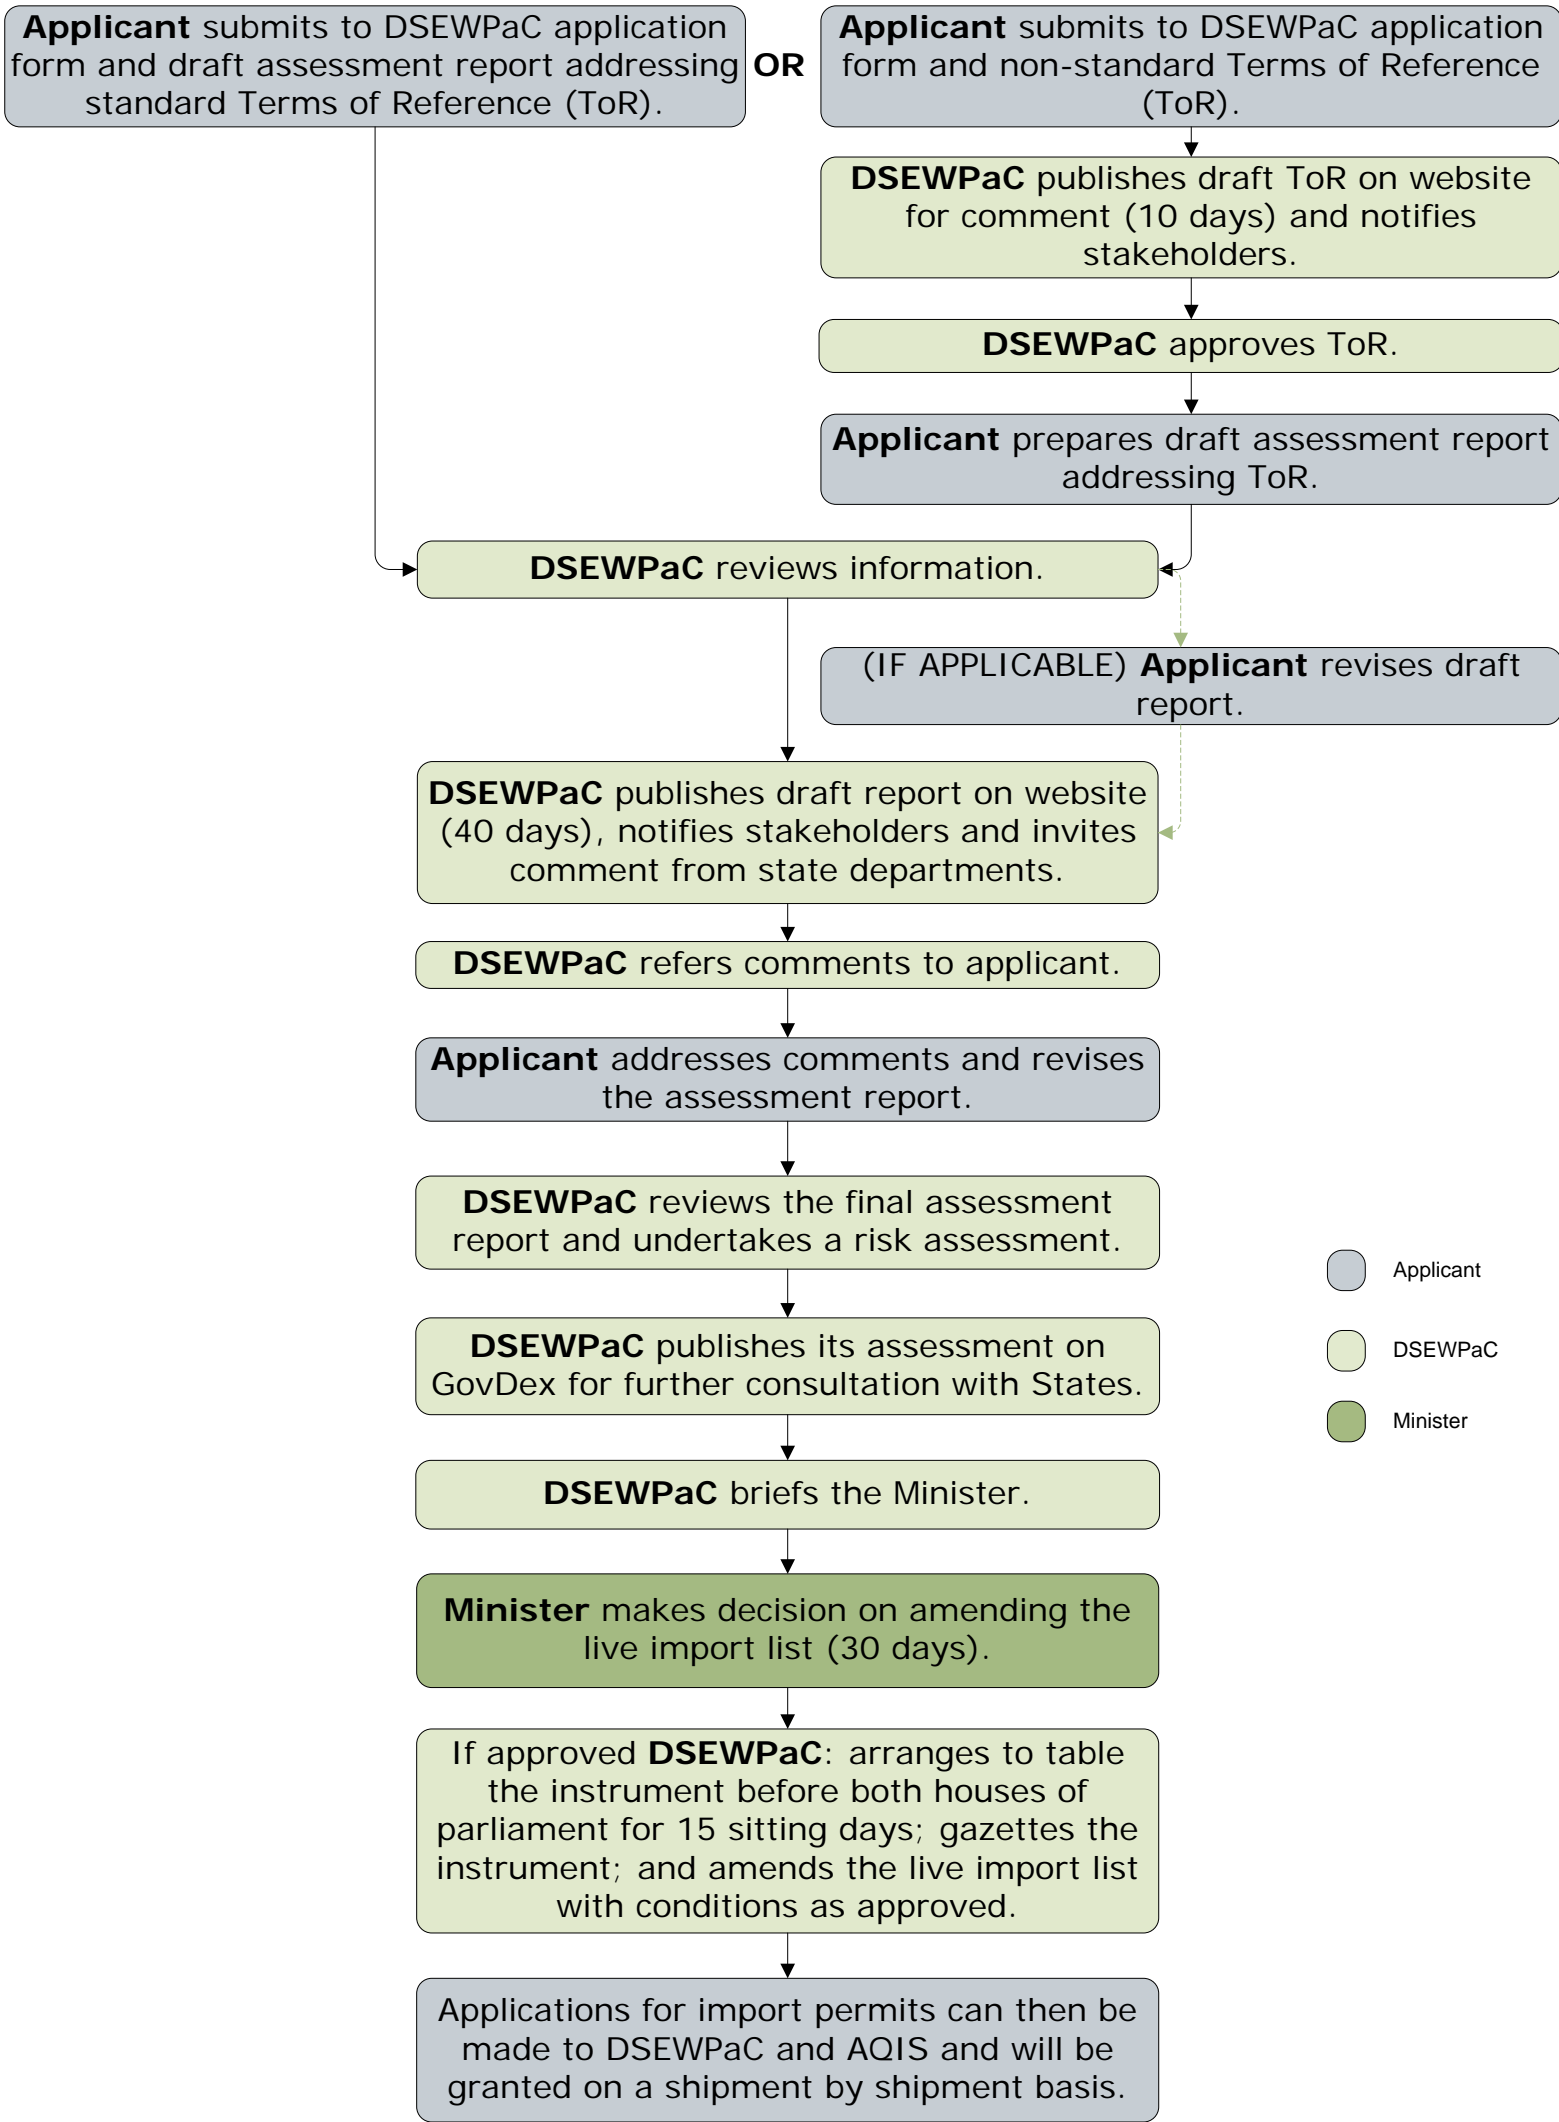 Applicant submits to DSEWPaC application
form and draft assessment report addressing
standard Terms of Reference (ToR).
OR
Applicant submits to DSEWPaC application
form and non-standard Terms of Reference
(ToR).
DSEWPaC publishes draft ToR on website
for comment (10 days) and notifies
stakeholders.
DSEWPaC approves ToR.
Applicant prepares draft assessment report
addressing ToR.
DSEWPaC reviews information.
(IF APPLICABLE) Applicant revises draft
report.
DSEWPaC publishes draft report on website
(40 days), notifies stakeholders and invites
comment from state departments.
DSEWPaC refers comments to applicant.
Applicant addresses comments and revises
the assessment report.
DSEWPaC reviews the final assessment
report and undertakes a risk assessment.
DSEWPaC publishes its assessment on
GovDex for further consultation with States.
DSEWPaC briefs the Minister.
Minister makes decision on amending the
live import list (30 days).
If approved DSEWPaC: arranges to table
the instrument before both houses of
parliament for 15 sitting days; gazettes the
instrument; and amends the live import list
with conditions as approved.
Applications for import permits can then be
made to DSEWPaC and AQIS and will be
granted on a shipment by shipment basis.
Applicant
DSEWPaC
Minister